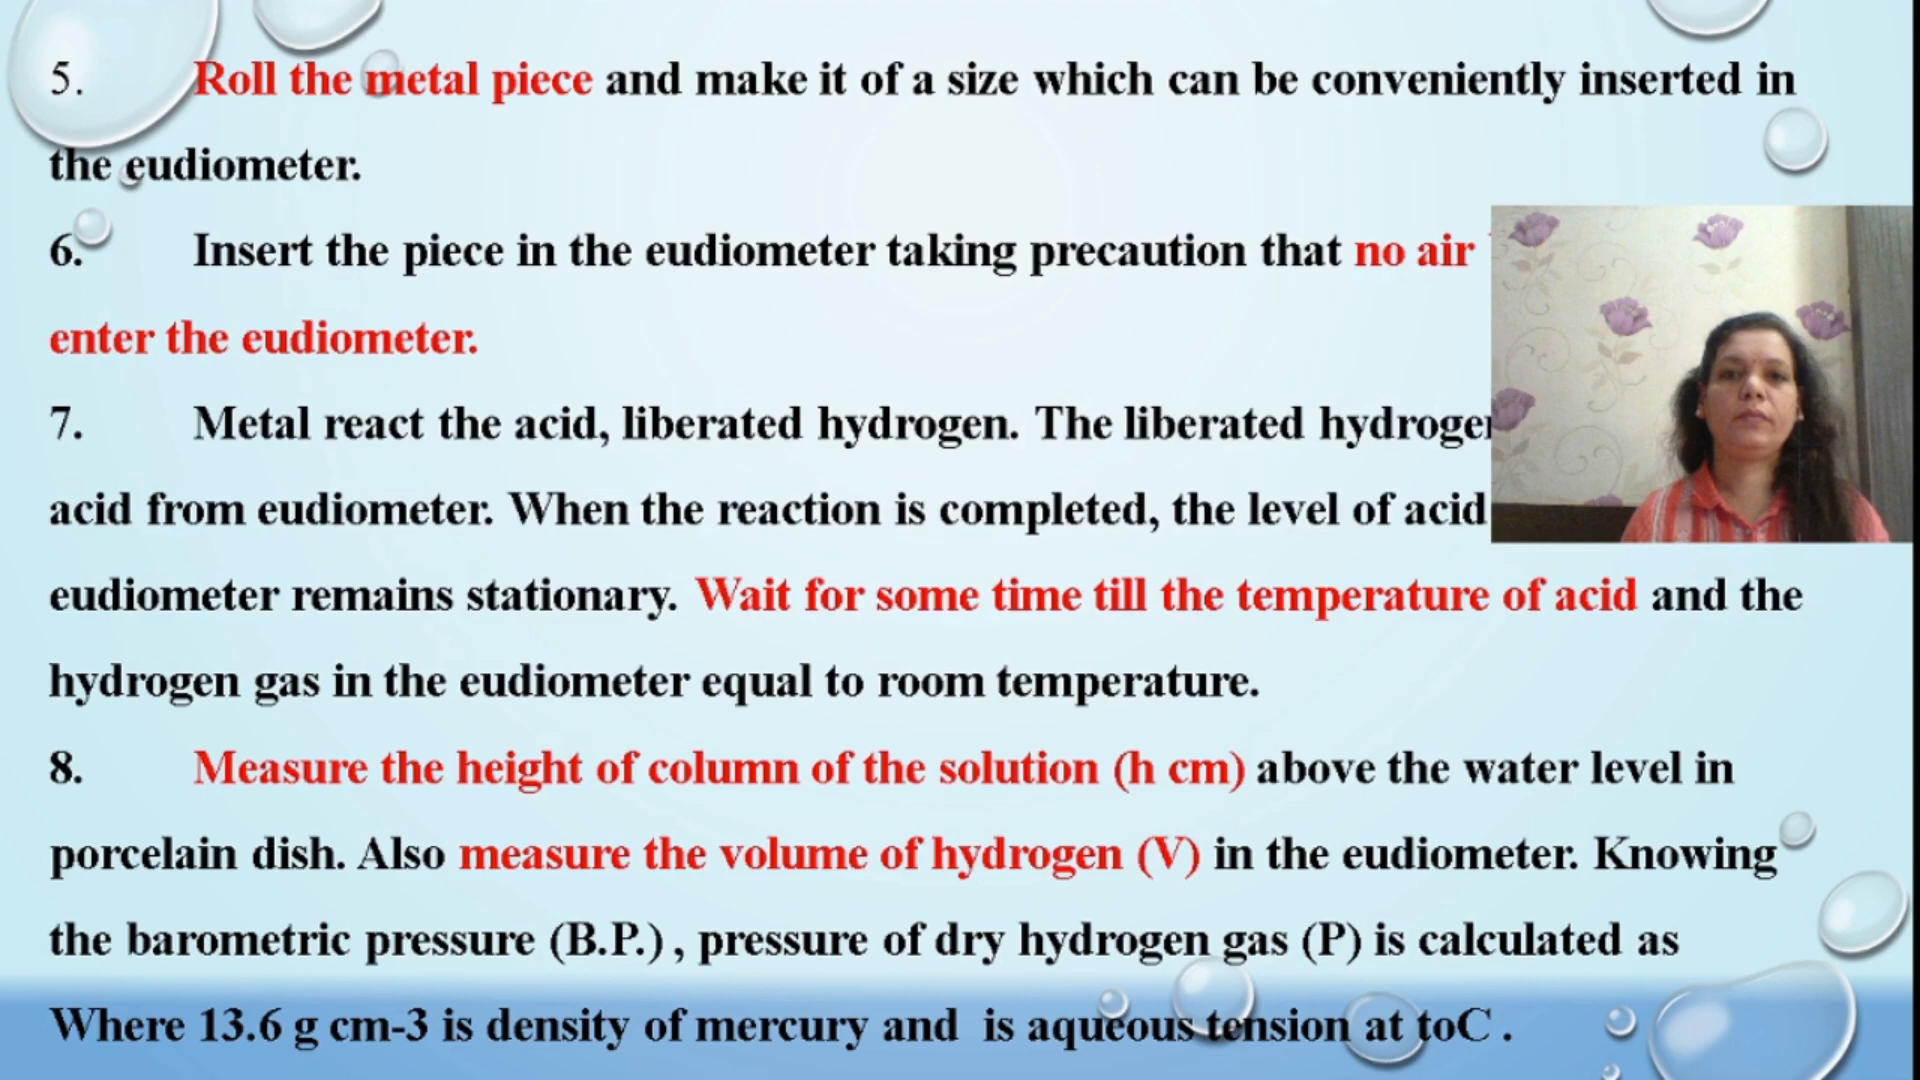 5. Roll the metal piece and make it of a size which can be conveniently inserted in
the eudiometer.
6. Insert the piece in the eudiometer taking precaution that no air
enter the eudiometer.
7. Metal react the acid, liberated hydrogen. The liberated
acid from eudiometer. When the reaction is completed, the level of acid
eudiometer remains stationary. Wait for some time till the temperature of acid and the
hydrogen gas in the eudiometer equal to room temperature.
8. Measure the height of column of the solution (h cm) above the water level in
porcelain dish. Also measure the volume of hydrogen (V) in the eudiometer. Knowing
the barometric pressure (B.P.) , pressure of dry hydrogen gas (P) is calculated as
Where 13.6 g cm-3 is density of mercury and is aqueous tension at toC .